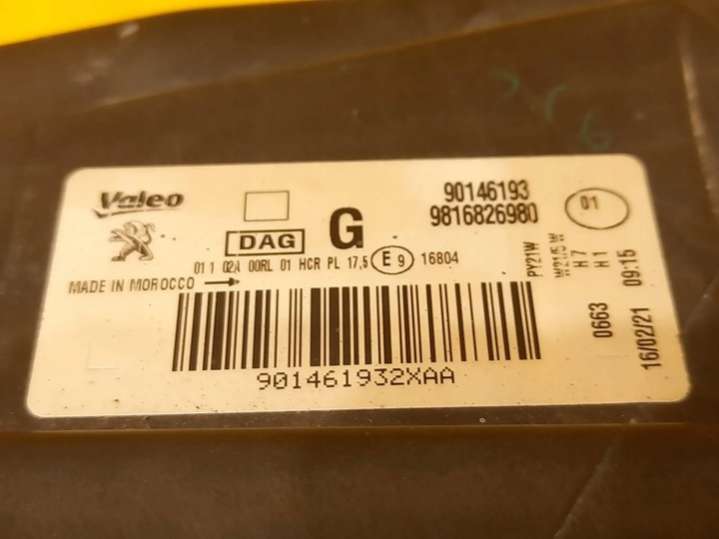 Valeo
DAG
G
90146193
9816826980
01
01 1 02A 00RL 01 HCR PL 17,5 E 9 16804
MADE IN MOROCCO
PY21W
W21/5 W
H7
H1
0663
16/02/21 09:15
901461932XAA